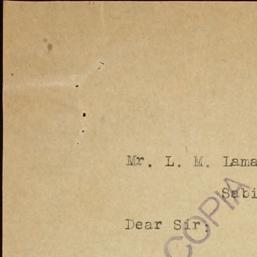 Mr. L. M. Lama
Sabi
Dear Sir:
COPIA